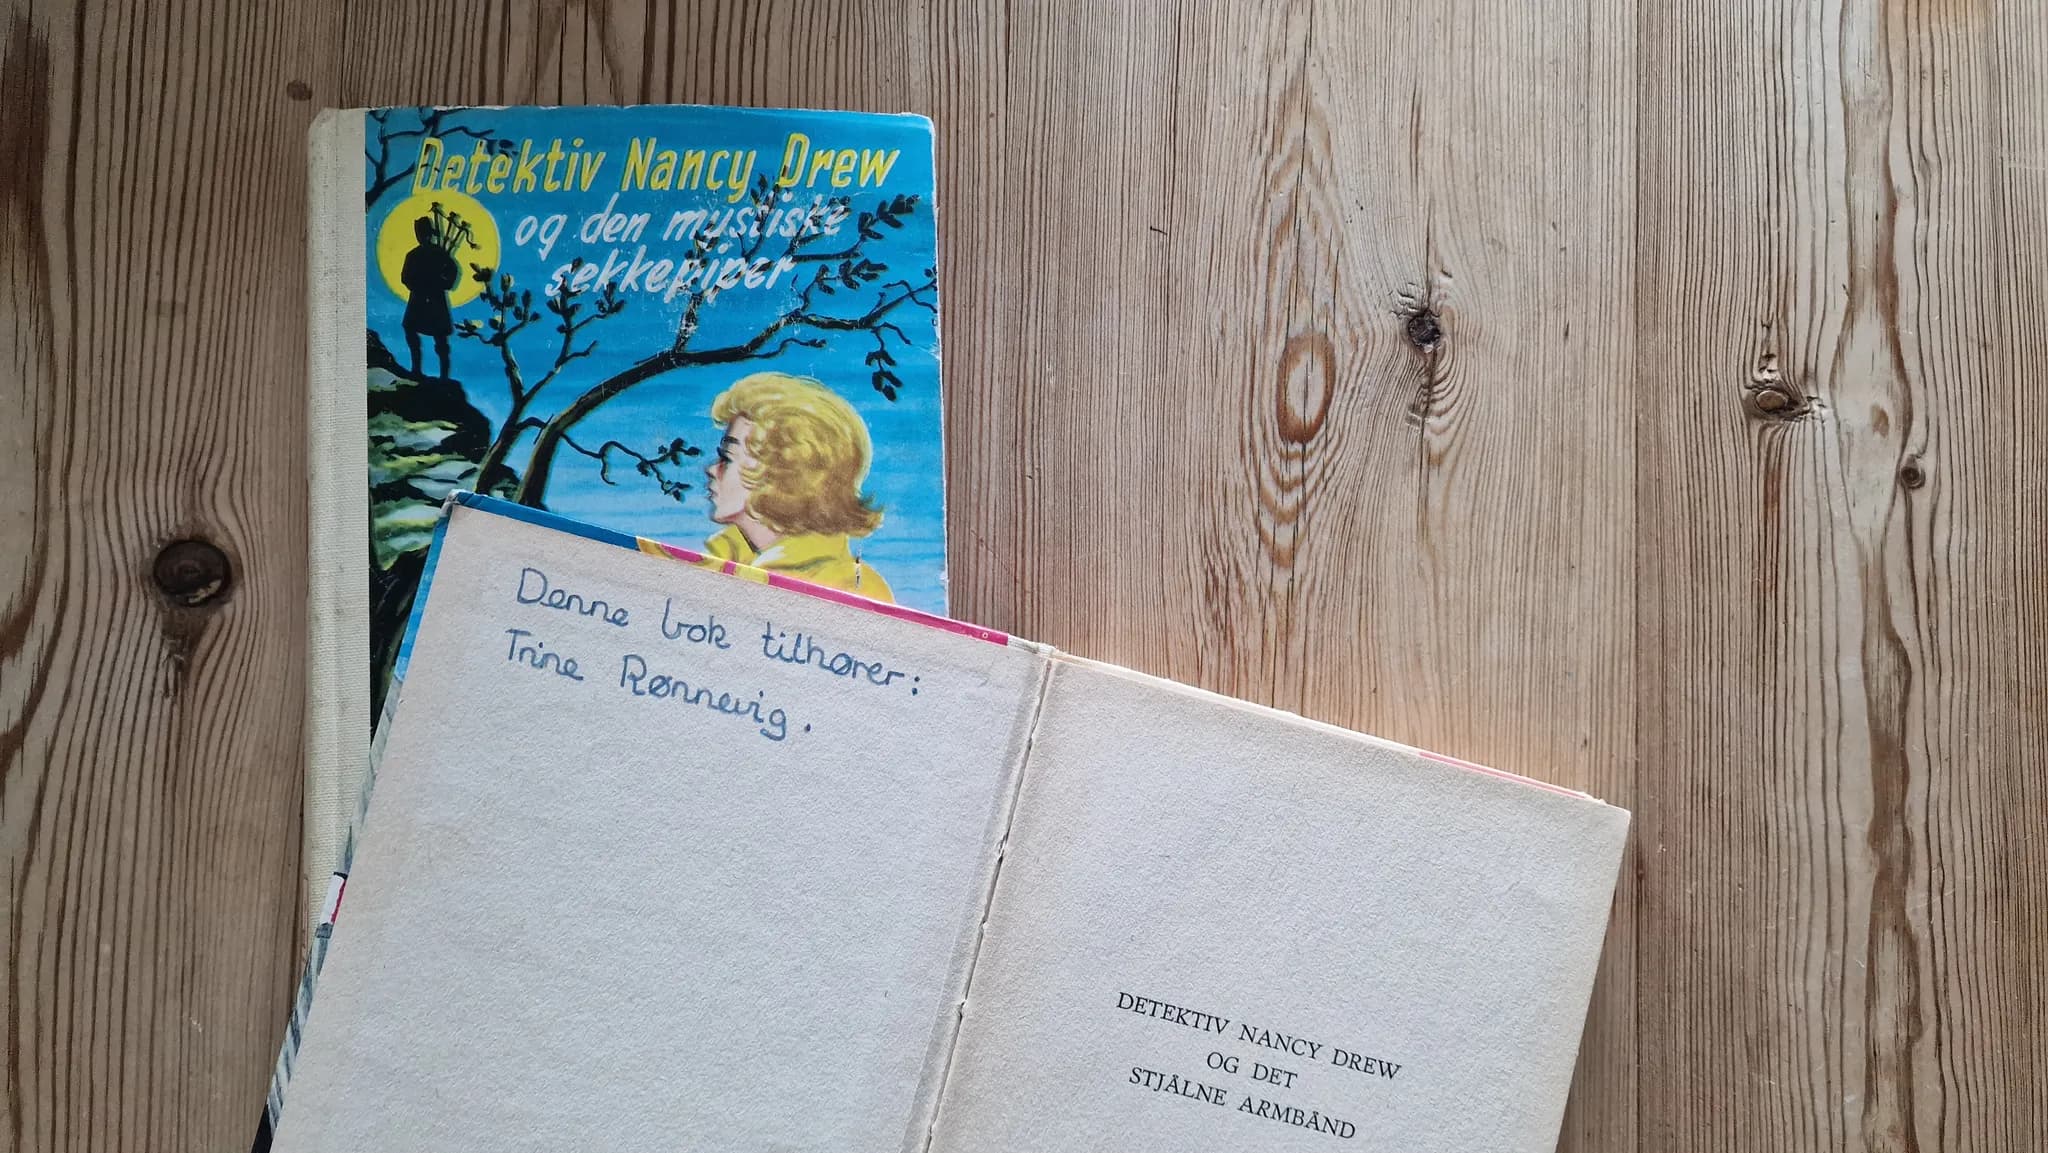 Detektiv Nancy Drew
og den mystiske
sekkepiper
Denne bok tilhører:
Trine Rønnevig.
DETEKTIV NANCY DREW
OG DET
STJÅLNE ARMBÅND